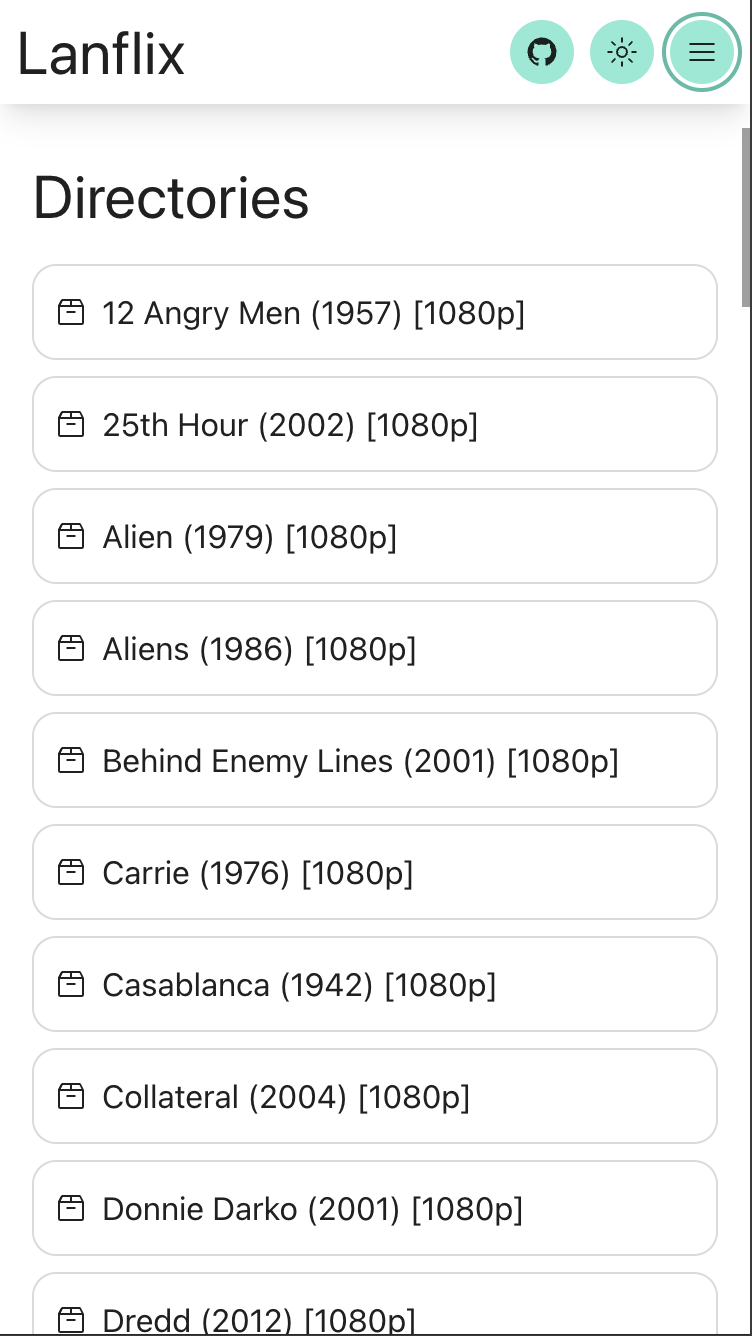 Lanflix
Directories
12 Angry Men (1957) [1080p]
25th Hour (2002) [1080p]
Alien (1979) [1080p]
Aliens (1986) [1080p]
Behind Enemy Lines (2001) [1080p]
Carrie (1976) [1080p]
Casablanca (1942) [1080p]
Collateral (2004) [1080p]
Donnie Darko (2001) [1080p]
Dredd (2012) [1080p]